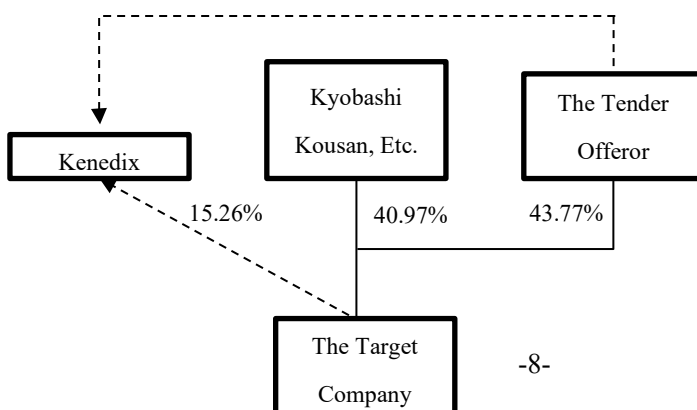 Kyobashi
Kousan, Etc.
The Tender
Offeror
Kenedix
15.26%
40.97%
43.77%
The Target
Company
-8-